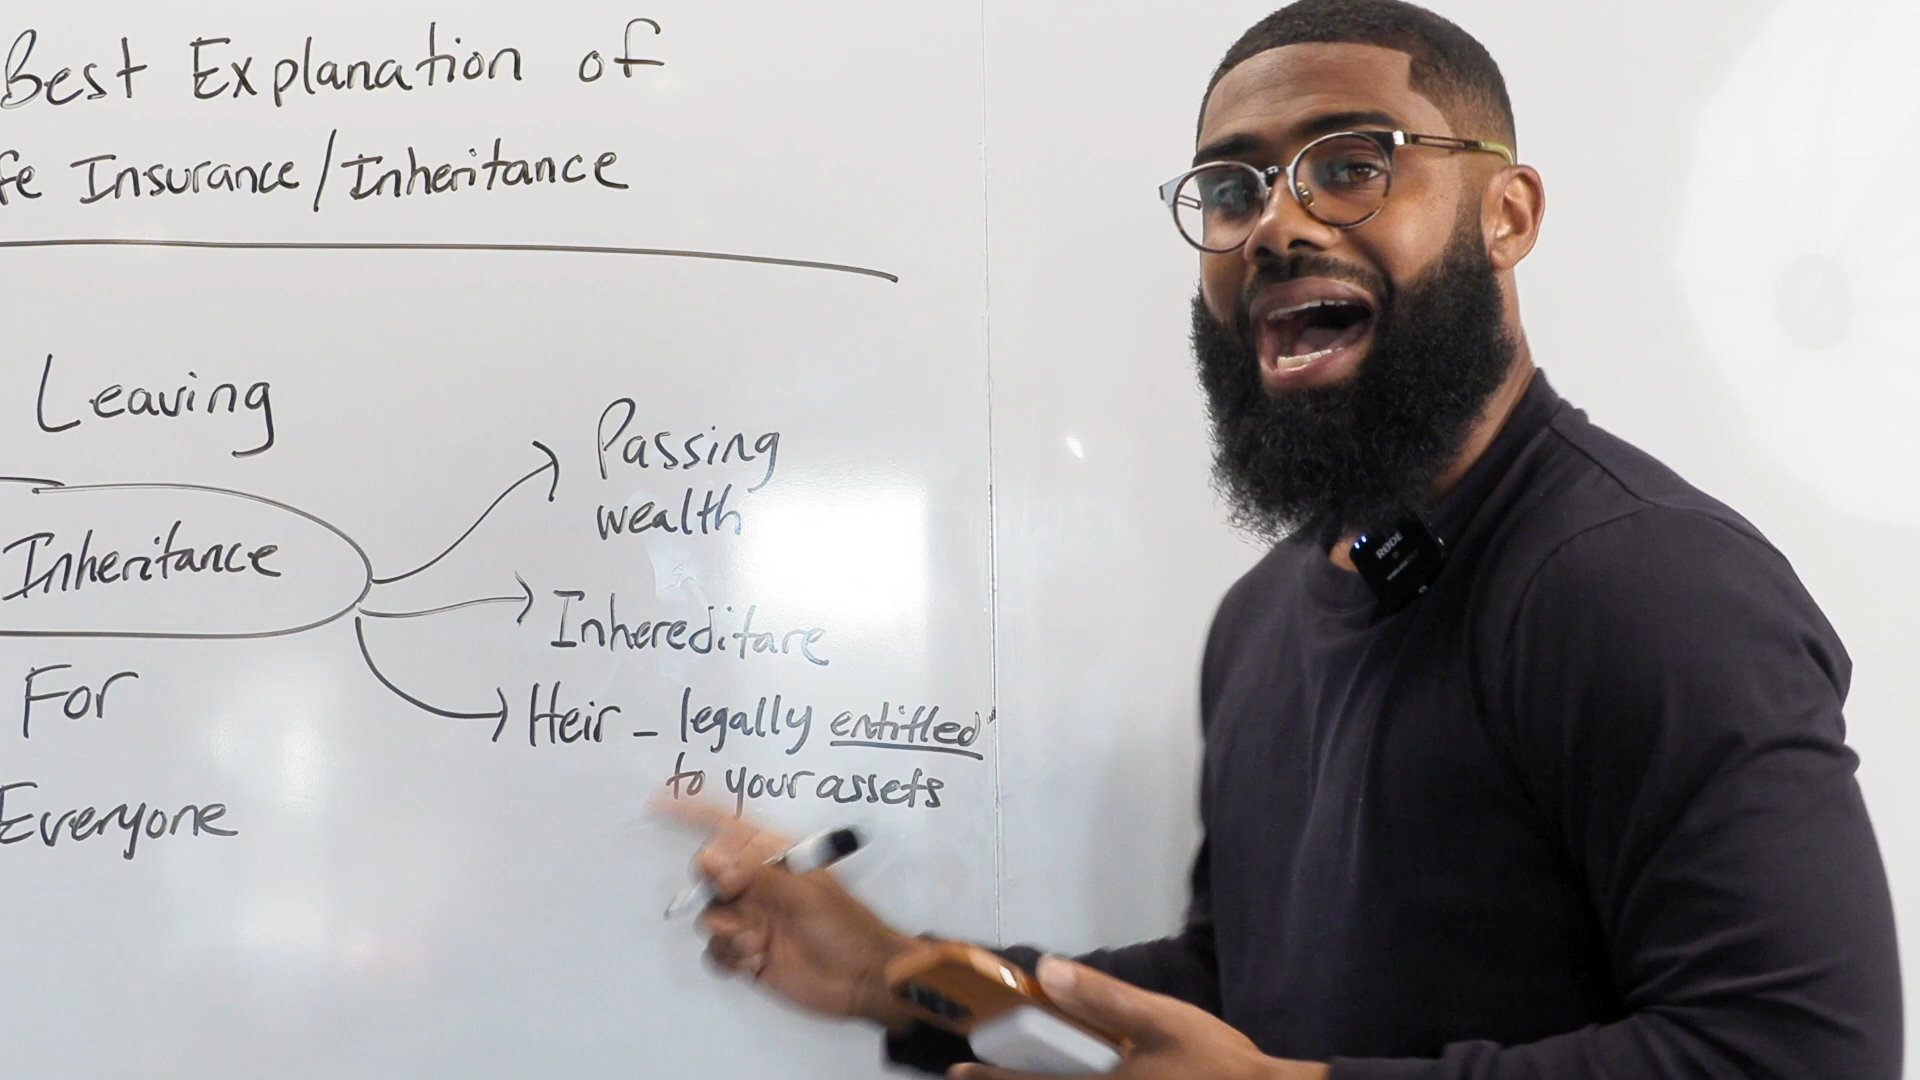 Best Explanation of
fe Insurance/Inheritance
Leaving
Inheritance
For
Everyone
Passing
wealth
Inhereditare
Heir - legally entitled
to your assets
RODE